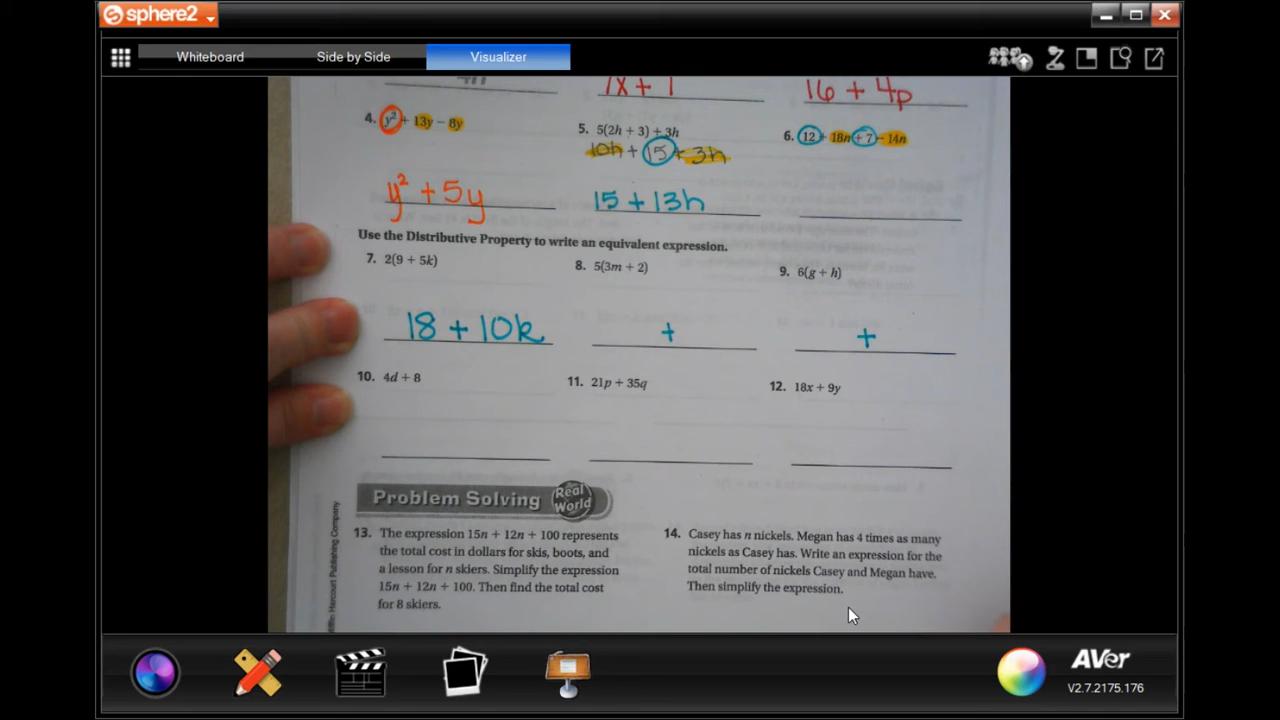 sphere2
Whiteboard Side by Side Visualizer
7x + 1 16 + 4p
4. y² + 13y − 8y 5. 5(2h + 3) + 3h 6. 12 + 18n + 7 − 14n
10h + 15 + 3h
y² + 5y 15 + 13h
Use the Distributive Property to write an equivalent expression.
7. 2(9 + 5k) 8. 5(3m + 2) 9. 6(g + h)
18 + 10k + +
10. 4d + 8 11. 21p + 35q 12. 18x + 9y
Problem Solving Real World
13. The expression 15n + 12n + 100 represents
the total cost in dollars for skis, boots, and
a lesson for n skiers. Simplify the expression
15n + 12n + 100. Then find the total cost
for 8 skiers.
14. Casey has n nickels. Megan has 4 times as many
nickels as Casey has. Write an expression for the
total number of nickels Casey and Megan have.
Then simplify the expression.
Harcourt Publishing Company
AVer
V2.7.2175.176